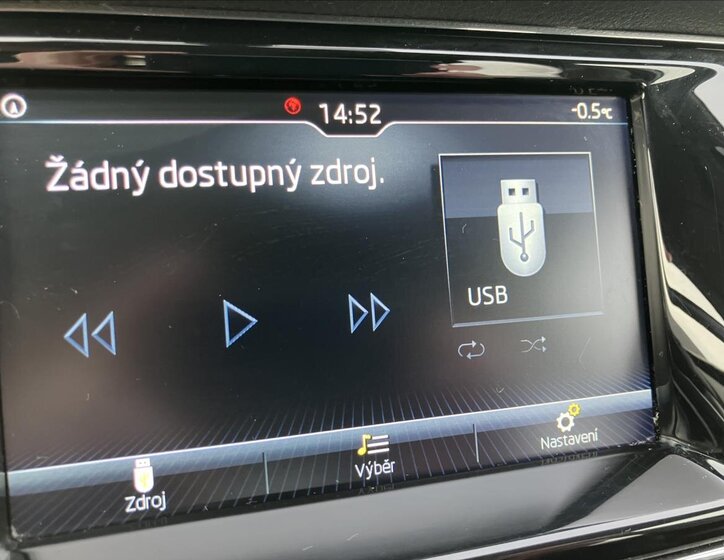 14:52
-0.5°C
Žádný dostupný zdroj.
USB
Zdroj
Výběr
Nastavení